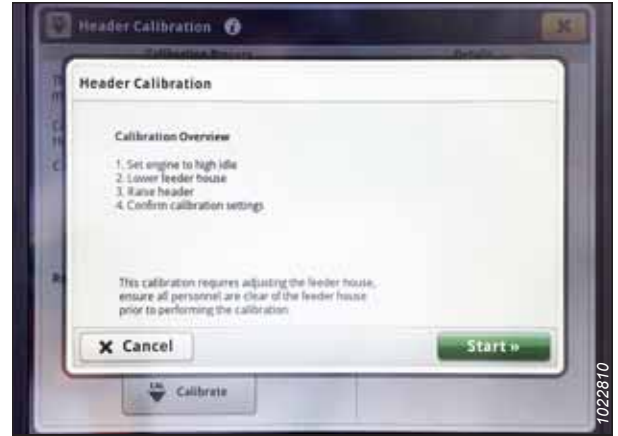 Header Calibration
Details
Header Calibration
Calibration Overview
1. Set engine to high idle
2. Lower feeder house
3. Raise header
4. Confirm calibration settings
This calibration requires adjusting the feeder house,
ensure all personnel are clear of the feeder house
prior to performing the calibration
Cancel
Start »
CAL
Calibrate
1022810